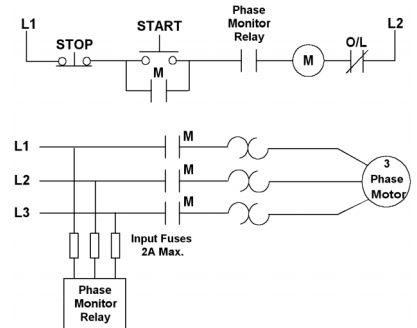 L1
STOP
START
M
Phase
Monitor
Relay
M
O/L
L2
L1
M
L2
M
L3
M
3
Phase
Motor
Input Fuses
2A Max.
Phase
Monitor
Relay